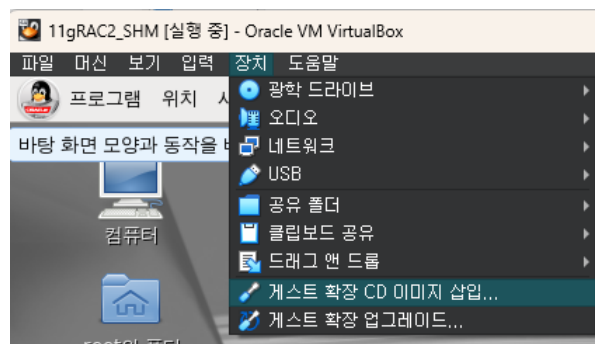 11gRAC2_SHM [실행 중] - Oracle VM VirtualBox
파일 머신 보기 입력 장치 도움말
프로그램 위치
바탕 화면 모양과 동작을
광학 드라이브
오디오
네트워크
USB
공유 폴더
클립보드 공유
드래그 앤 드롭
게스트 확장 CD 이미지 삽입...
게스트 확장 업그레이드...
컴퓨터